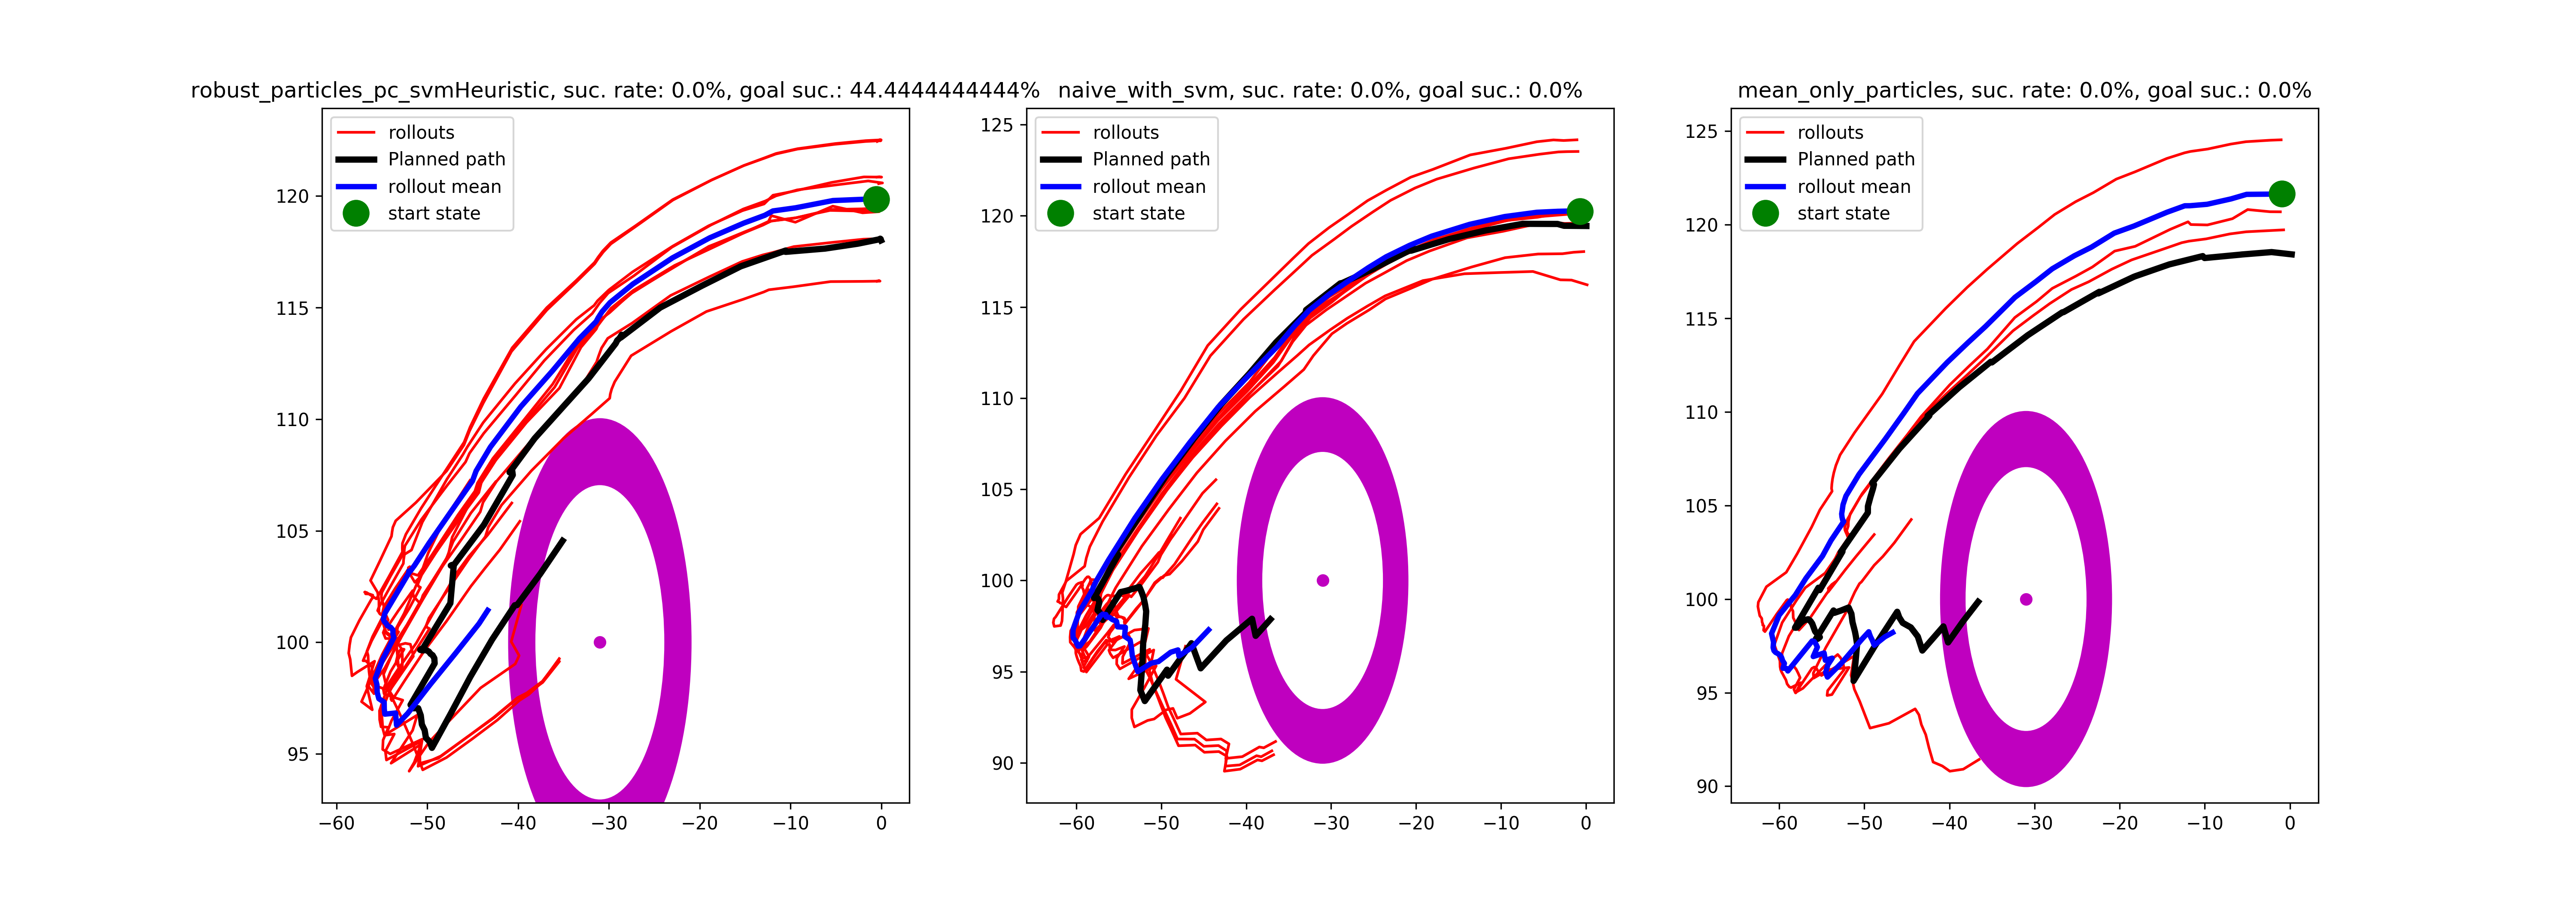 robust_particles_pc_svmHeuristic, suc. rate: 0.0%, goal suc.: 44.4444444444%
rollouts
Planned path
rollout mean
start state
120
115
110
105
100
95
−60 −50 −40 −30 −20 −10 0
naive_with_svm, suc. rate: 0.0%, goal suc.: 0.0%
rollouts
Planned path
rollout mean
start state
125
120
115
110
105
100
95
90
−60 −50 −40 −30 −20 −10 0
mean_only_particles, suc. rate: 0.0%, goal suc.: 0.0%
rollouts
Planned path
rollout mean
start state
125
120
115
110
105
100
95
90
−60 −50 −40 −30 −20 −10 0